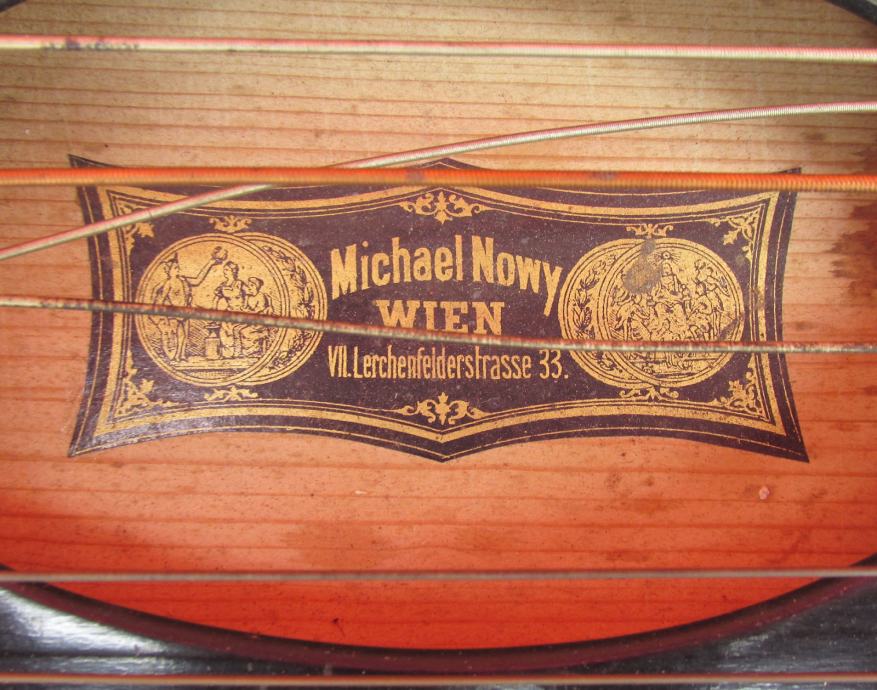 Michael Nowy
WIEN
VII. Lerchenfelderstrasse 33.